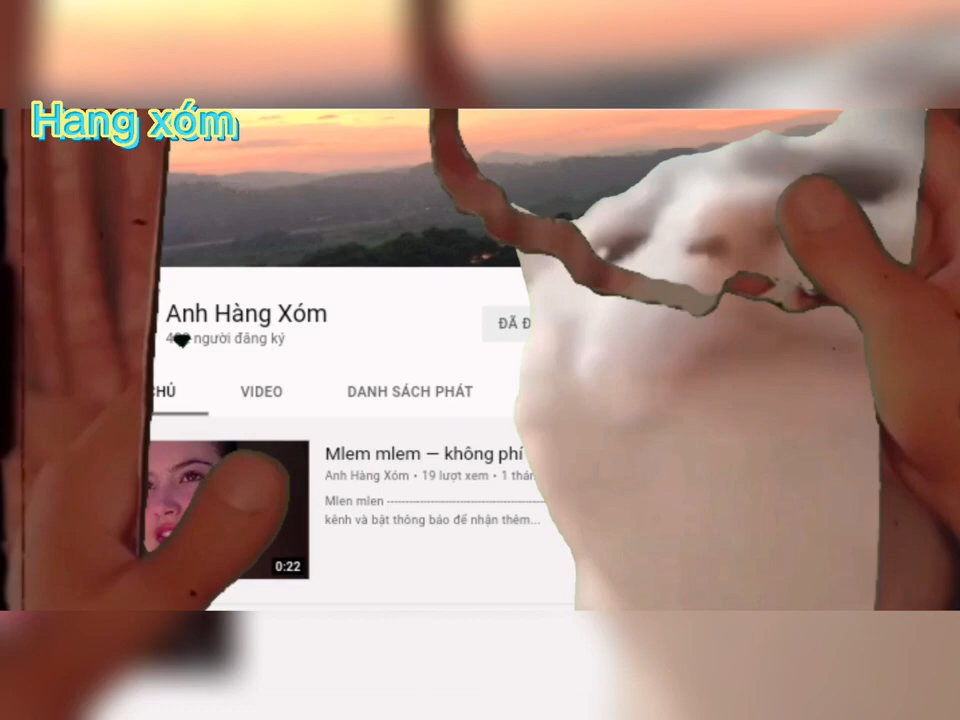 Hang xóm
Anh Hàng Xóm
người đăng ký
ĐÃ Đ
VIDEO
DANH SÁCH PHÁT
Mlem mlem — không phí
Anh Hàng Xóm • 19 lượt xem • 1 thán
Mlen mlen
kênh và bật thông báo để nhận thêm...
0:22